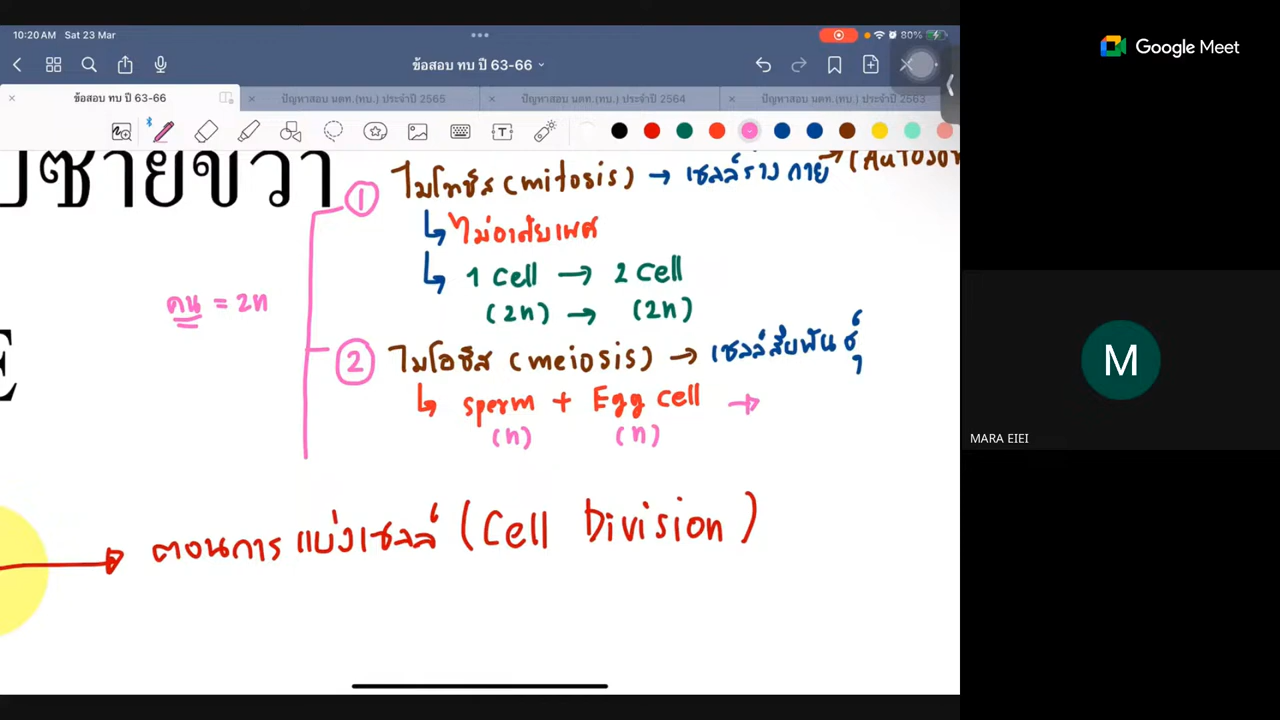 10:20 AM Sat 23 Mar
80%
Google Meet
ข้อสอบ ทบ ปี 63-66
ข้อสอบ ทบ ปี 63-66
ปัญหาสอบ นตท.(ทบ.) ประจำปี 2565
ปัญหาสอบ นตท.(ทบ.) ประจำปี 2564
ปัญหาสอบ นตท.(ทบ.) ประจำปี 2563
ซ้ายขวา
① ไมโทซิส (mitosis) → เซลล์ร่างกาย → (Autosom
ไม่อาศัยเพศ
1 cell → 2 cell
(2n) → (2n)
คน = 2n
② ไมโอซิส (meiosis) → เซลล์สืบพันธุ์
sperm + Egg cell →
(n) (n)
E
ตอนการแบ่งเซลล์ (Cell Division)
M
MARA EIEI